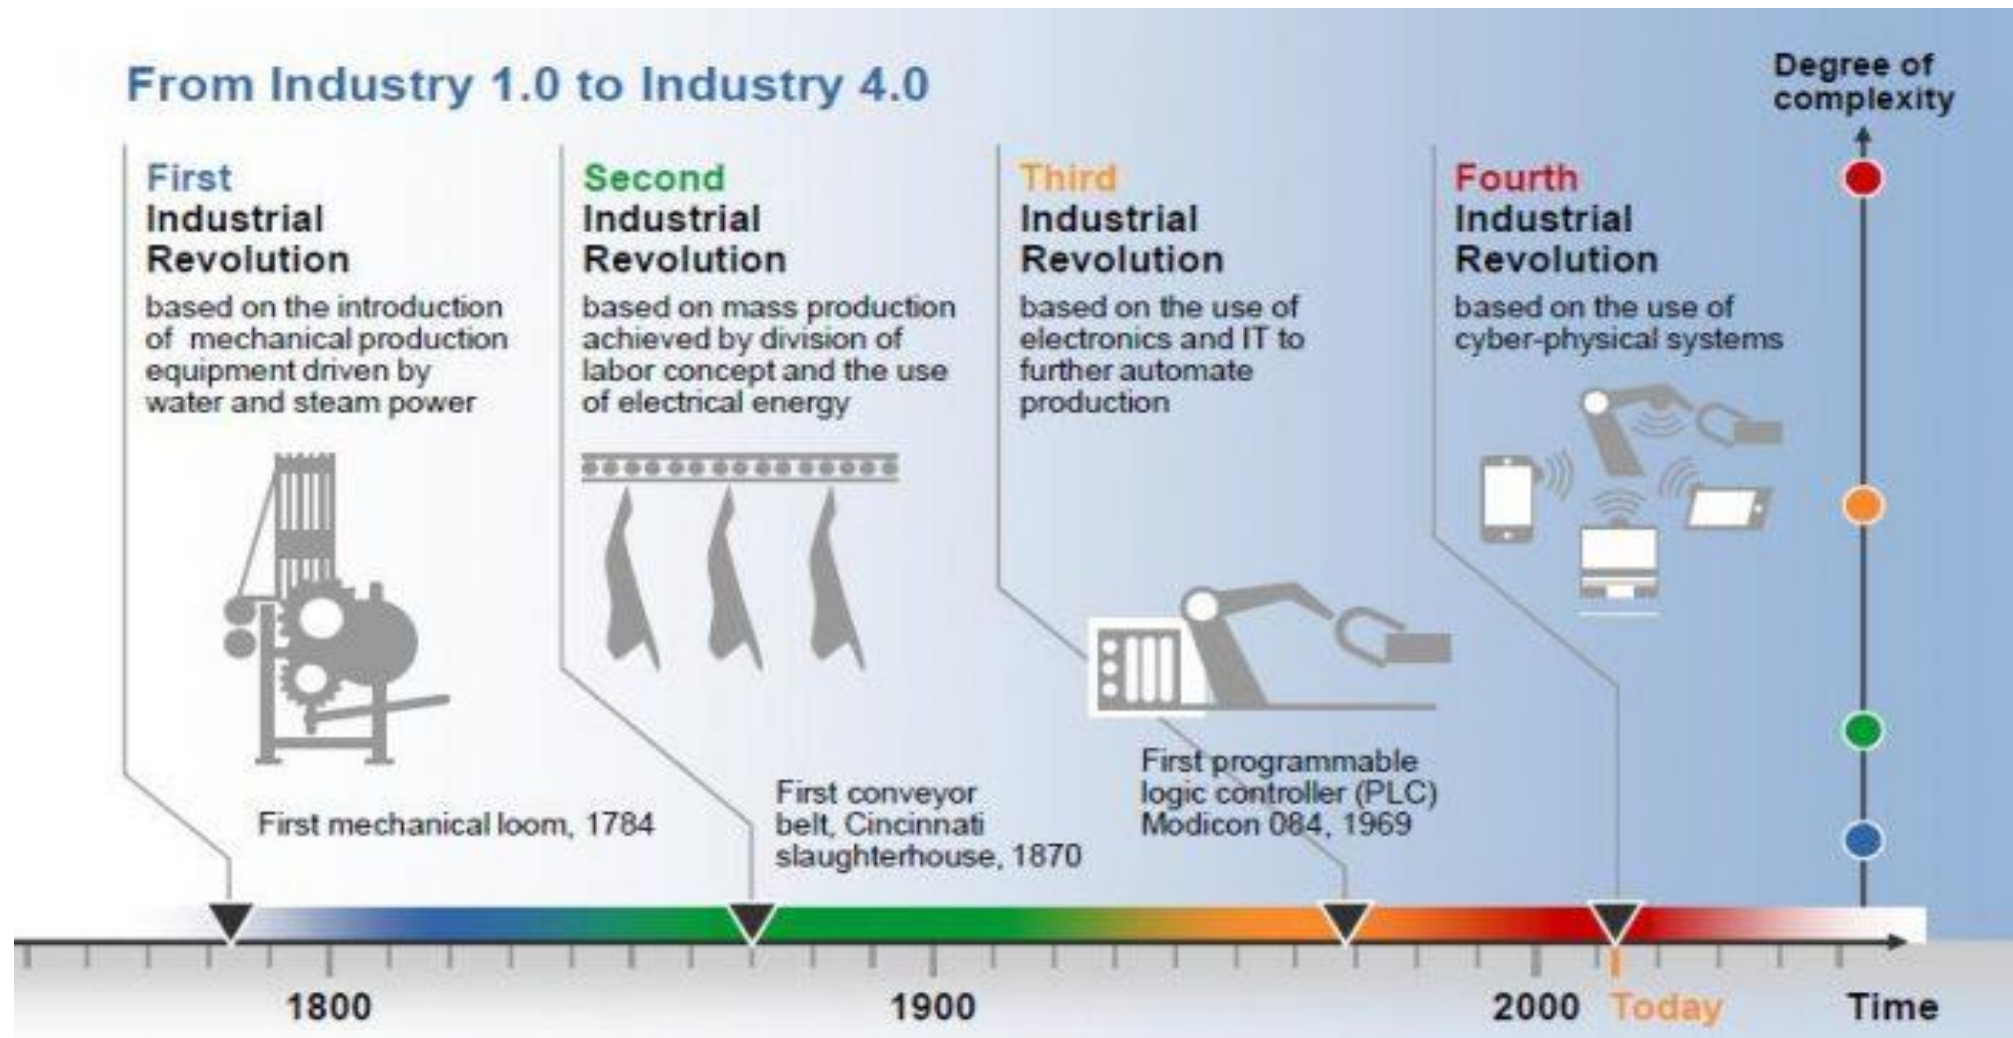 From Industry 1.0 to Industry 4.0
Degree of
complexity
First
Industrial
Revolution
based on the introduction
of mechanical production
equipment driven by
water and steam power
First mechanical loom, 1784
Second
Industrial
Revolution
based on mass production
achieved by division of
labor concept and the use
of electrical energy
First conveyor
belt, Cincinnati
slaughterhouse, 1870
Third
Industrial
Revolution
based on the use of
electronics and IT to
further automate
production
First programmable
logic controller (PLC)
Modicon 084, 1969
Fourth
Industrial
Revolution
based on the use of
cyber-physical systems
1800
1900
2000
Today
Time